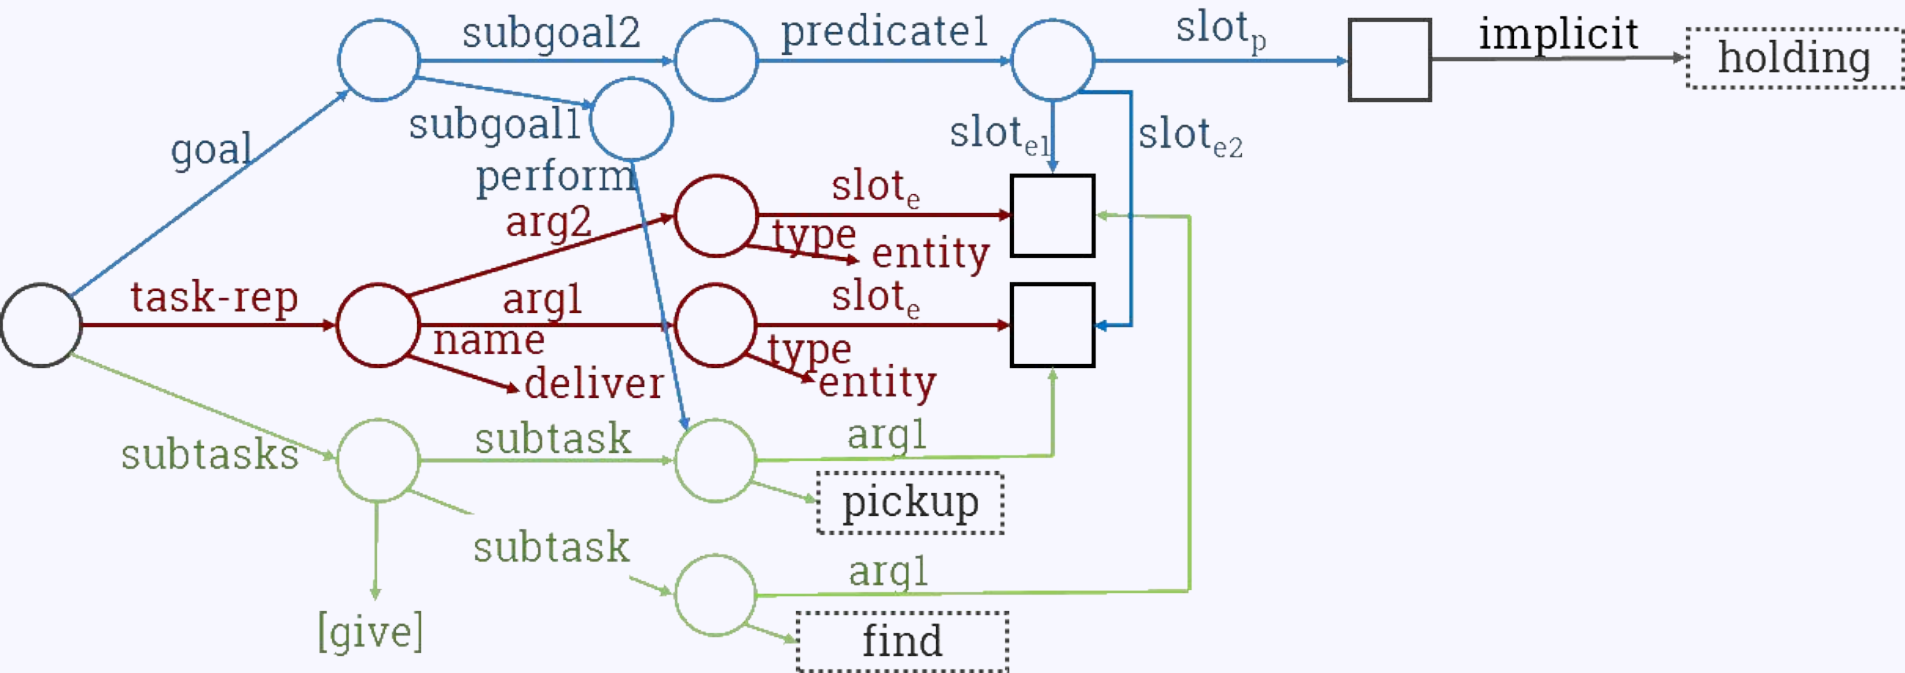 subgoal2
predicate1
slotp
implicit
holding
subgoal1
goal
slote1
slote2
perform
arg2
slote
type
entity
task-rep
arg1
slote
name
type
deliver
entity
subtasks
subtask
arg1
pickup
subtask
arg1
[give]
find